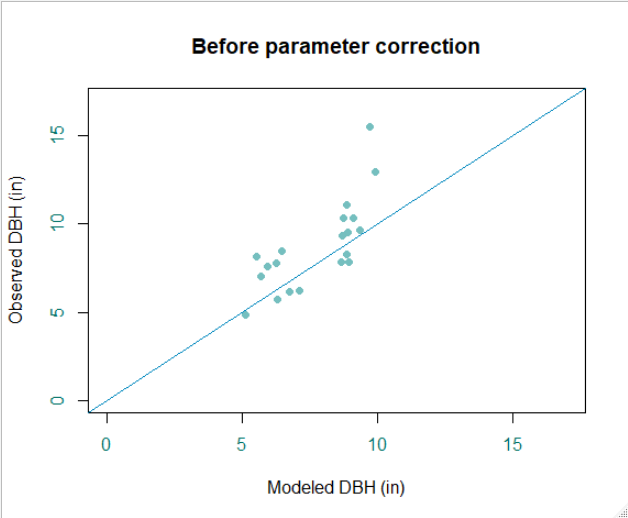 Before parameter correction
Observed DBH (in)
15
10
5
0
0 5 10 15
Modeled DBH (in)